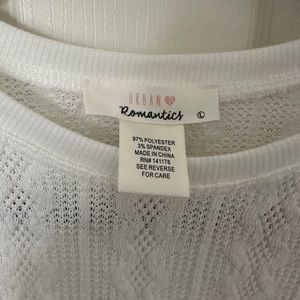 URBAN
Romantics L
97% POLYESTER
3% SPANDEX
MADE IN CHINA
RN# 141178
SEE REVERSE
FOR CARE